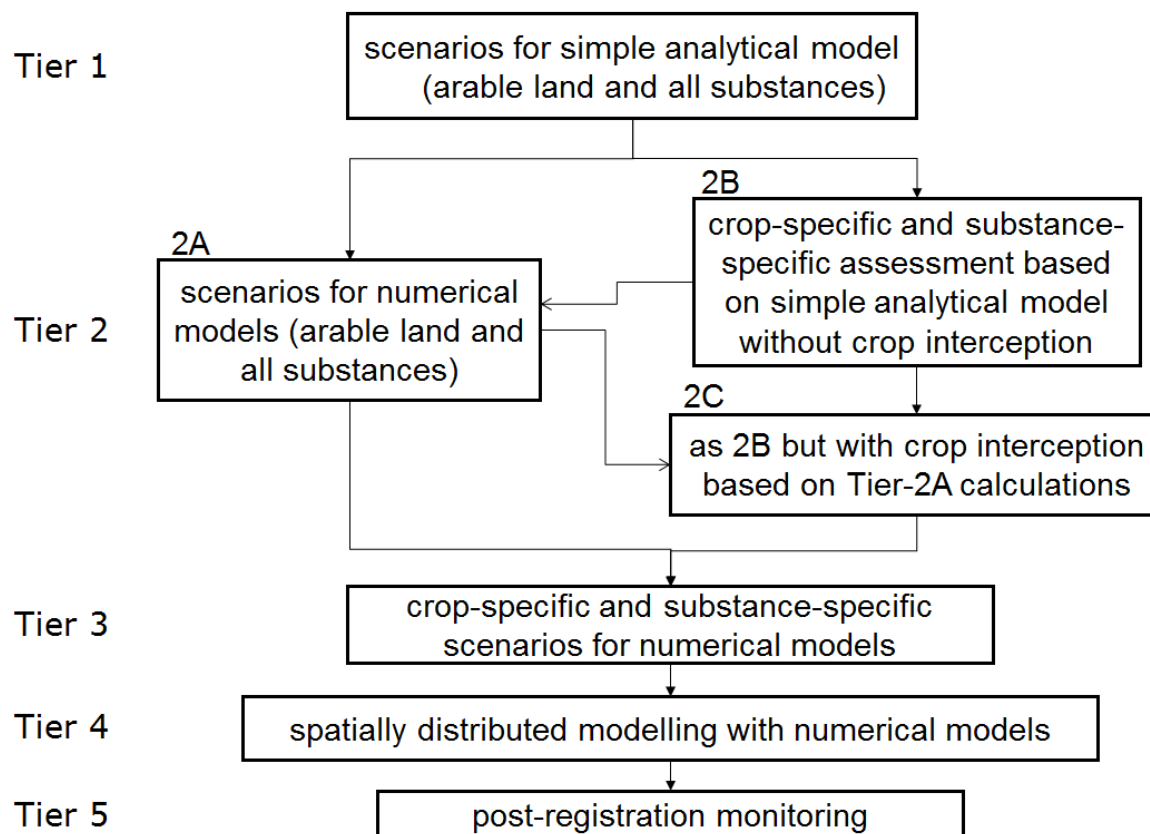 Tier 1
scenarios for simple analytical model
(arable land and all substances)
2B
crop-specific and substance-
specific assessment based
on simple analytical model
without crop interception
2A
Tier 2
scenarios for numerical
models (arable land and
all substances)
2C
as 2B but with crop interception
based on Tier-2A calculations
Tier 3
crop-specific and substance-specific
scenarios for numerical models
Tier 4
spatially distributed modelling with numerical models
Tier 5
post-registration monitoring